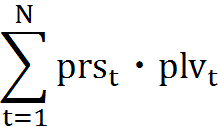 N
∑ prsₜ · plvₜ
t=1